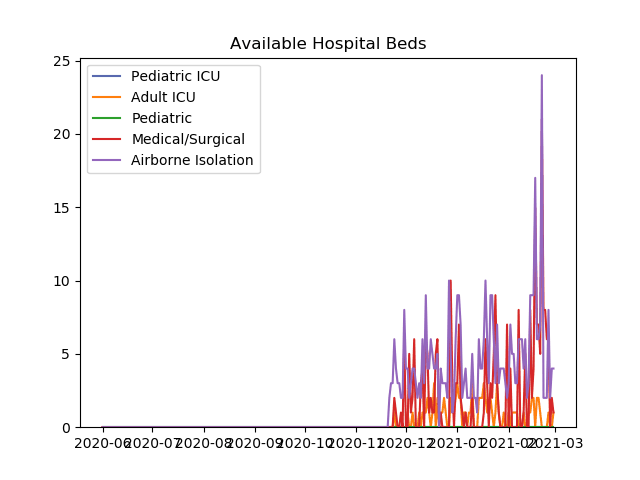 Available Hospital Beds
25
20
15
10
5
0
Pediatric ICU
Adult ICU
Pediatric
Medical/Surgical
Airborne Isolation
2020-06 2020-07 2020-08 2020-09 2020-10 2020-11 2020-12 2021-01 2021-02 2021-03